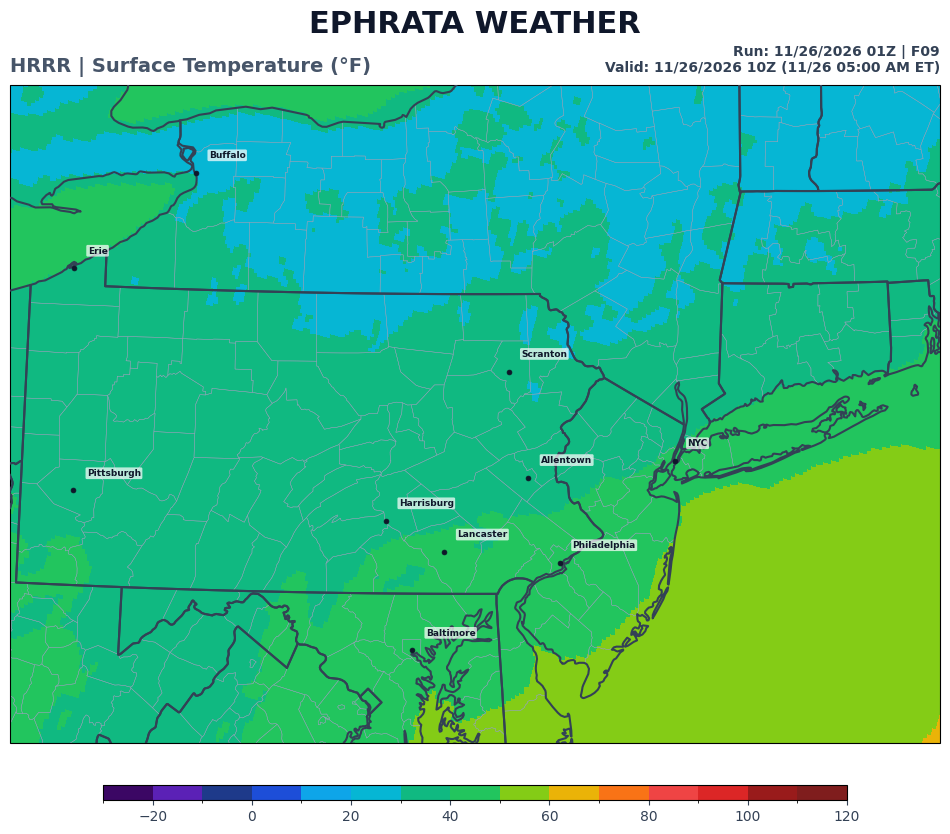 EPHRATA WEATHER
HRRR | Surface Temperature (°F)
Run: 11/26/2026 01Z | F09
Valid: 11/26/2026 10Z (11/26 05:00 AM ET)
Buffalo
Erie
Scranton
NYC
Allentown
Pittsburgh
Harrisburg
Lancaster
Philadelphia
Baltimore
−20 0 20 40 60 80 100 120